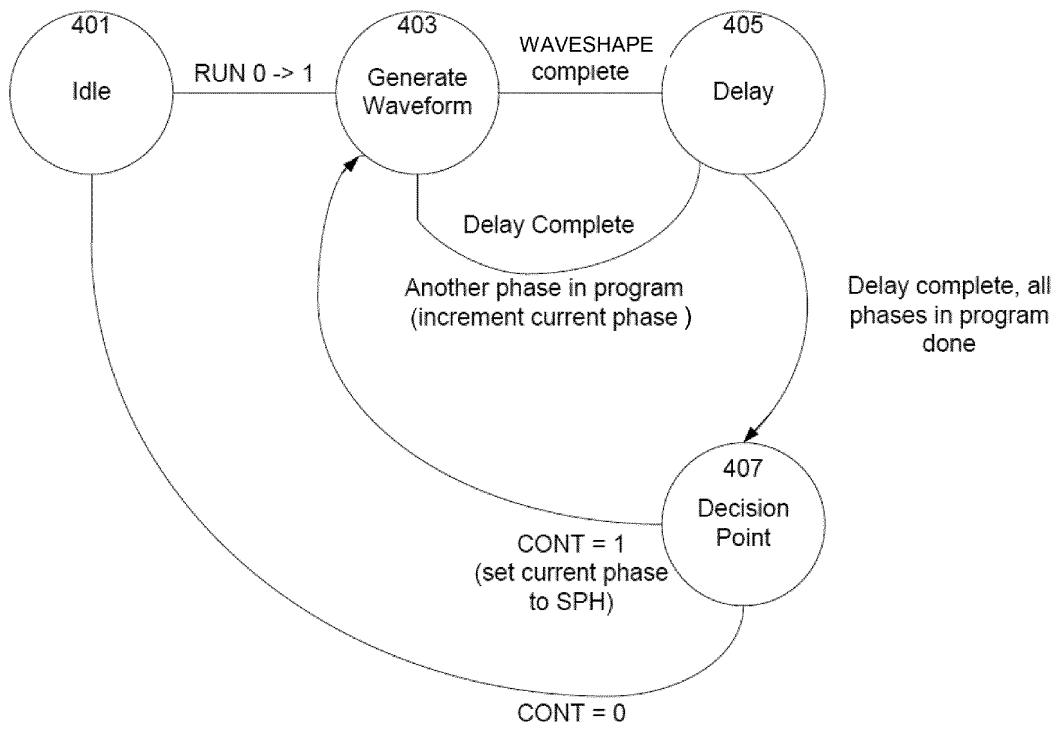 401
Idle
RUN 0 -> 1
403
Generate
Waveform
WAVESHAPE
complete
405
Delay
Delay Complete
Another phase in program
(increment current phase )
Delay complete, all
phases in program
done
407
Decision
Point
CONT = 1
(set current phase
to SPH)
CONT = 0